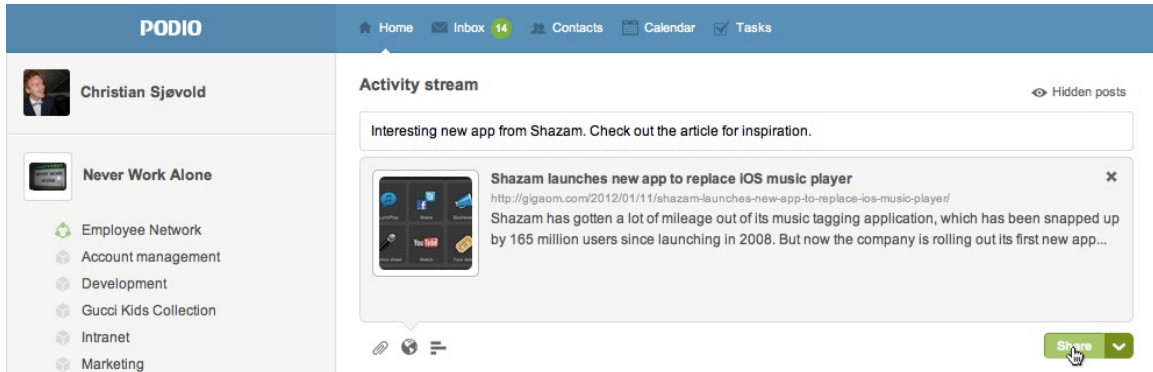 PODIO
Home
Inbox 14
Contacts
Calendar
Tasks
Christian Sjøvold
Never Work Alone
Employee Network
Account management
Development
Gucci Kids Collection
Intranet
Marketing
Activity stream
Hidden posts
Interesting new app from Shazam. Check out the article for inspiration.
Shazam launches new app to replace iOS music player
http://gigaom.com/2012/01/11/shazam-launches-new-app-to-replace-ios-music-player/
Shazam has gotten a lot of mileage out of its music tagging application, which has been snapped up
by 165 million users since launching in 2008. But now the company is rolling out its first new app...
Share
You Tube
Watch
Share